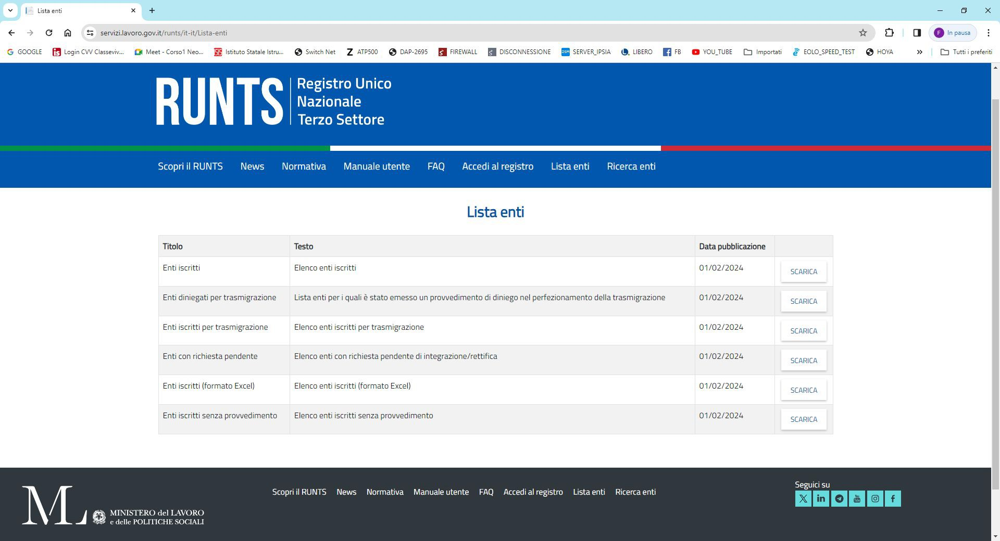 Lista enti
servizi.lavoro.gov.it/runts/it-it/Lista-enti
F In pausa
GOOGLE
Login CVV Classeviv...
Meet - Corso1 Neo...
Istituto Statale Istru...
Switch Net
ATP500
DAP-2695
FIREWALL
DISCONNESSIONE
SERVER_IPSIA
LIBERO
FB
YOU_TUBE
Importati
EOLO_SPEED_TEST
HOYA
Tutti i preferiti
RUNTS
Registro Unico
Nazionale
Terzo Settore
Scopri il RUNTS News Normativa Manuale utente FAQ Accedi al registro Lista enti Ricerca enti
Lista enti
Titolo Testo Data pubblicazione
Enti iscritti Elenco enti iscritti 01/02/2024 SCARICA
Enti diniegati per trasmigrazione Lista enti per i quali è stato emesso un provvedimento di diniego nel perfezionamento della trasmigrazione 01/02/2024 SCARICA
Enti iscritti per trasmigrazione Elenco enti iscritti per trasmigrazione 01/02/2024 SCARICA
Enti con richiesta pendente Elenco enti con richiesta pendente di integrazione/rettifica 01/02/2024 SCARICA
Enti iscritti (formato Excel) Elenco enti iscritti (formato Excel) 01/02/2024 SCARICA
Enti iscritti senza provvedimento Elenco enti iscritti senza provvedimento 01/02/2024 SCARICA
ML
MINISTERO del LAVORO
e delle POLITICHE SOCIALI
Scopri il RUNTS News Normativa Manuale utente FAQ Accedi al registro Lista enti Ricerca enti
Seguici su